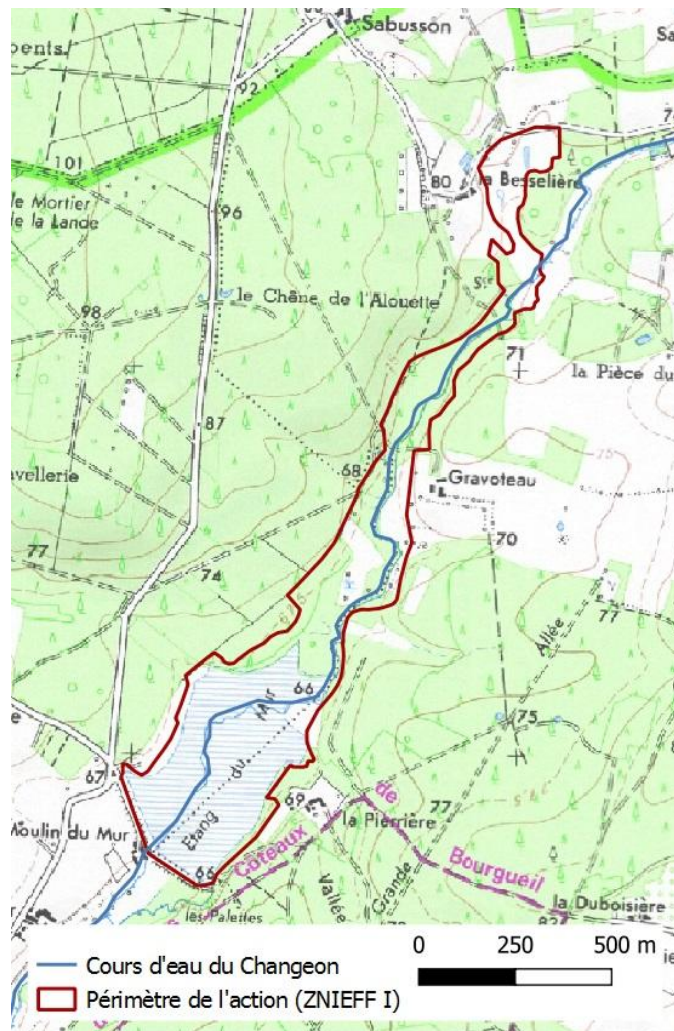 Sabusson
92
101
80
la Besselière
le Mortier
de la Lande
96
Sce
le Chêne de l'Alouette
98
71
la Pièce du
87
68
Gravoteau
70
77
74
77
Allée
66
Mur
75
du
67
69
de
77
la Pierrière
Moulin du Mur
Etang
Côteaux
Bourgueil
66
Vallée
Grande
la Duboisière
les Palettes
Cours d'eau du Changeon
0 250 500 m
Périmètre de l'action (ZNIEFF I)